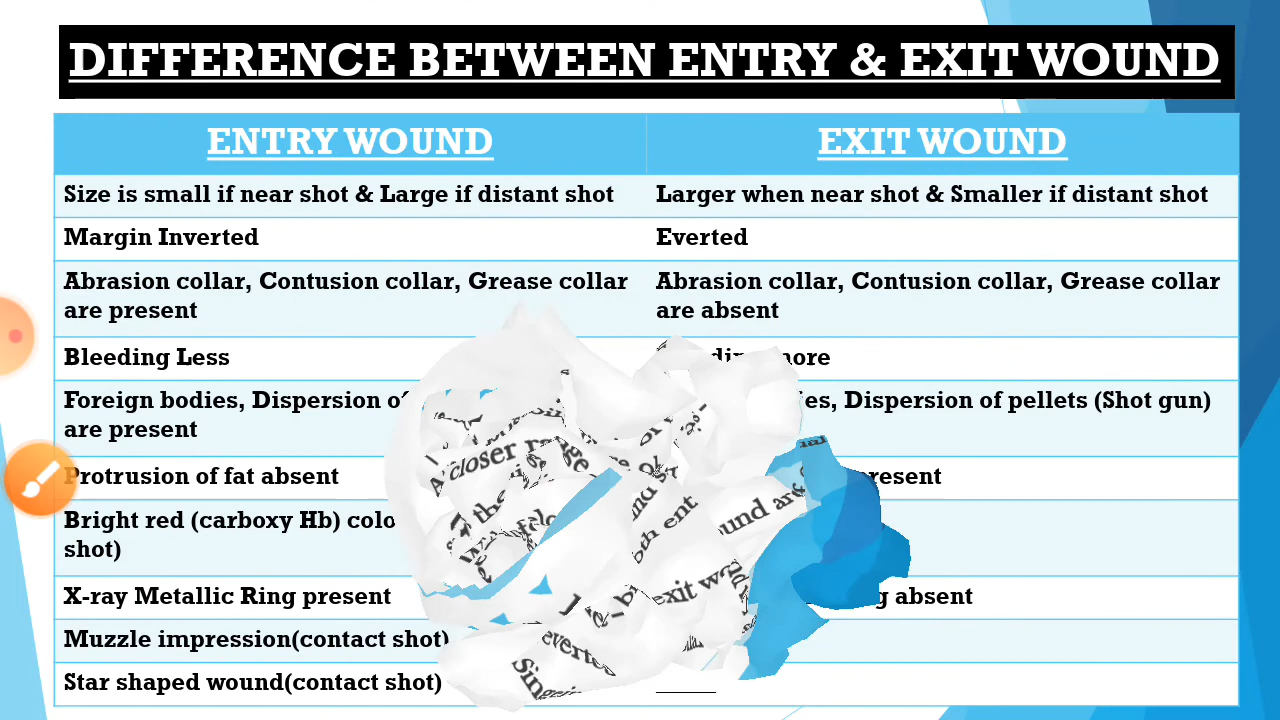 DIFFERENCE BETWEEN ENTRY & EXIT WOUND
ENTRY WOUND
EXIT WOUND
Size is small if near shot & Large if distant shot
Larger when near shot & Smaller if distant shot
Margin Inverted
Everted
Abrasion collar, Contusion collar, Grease collar
are present
Abrasion collar, Contusion collar, Grease collar
are absent
Bleeding Less
more
Foreign bodies, Dispersion of
are present
Dispersion of pellets (Shot gun)
Protrusion of fat absent
present
Bright red (carboxy Hb)
shot)
X-ray Metallic Ring present
absent
Muzzle impression(contact shot)
Star shaped wound(contact shot)
A closer
the
exit
everted